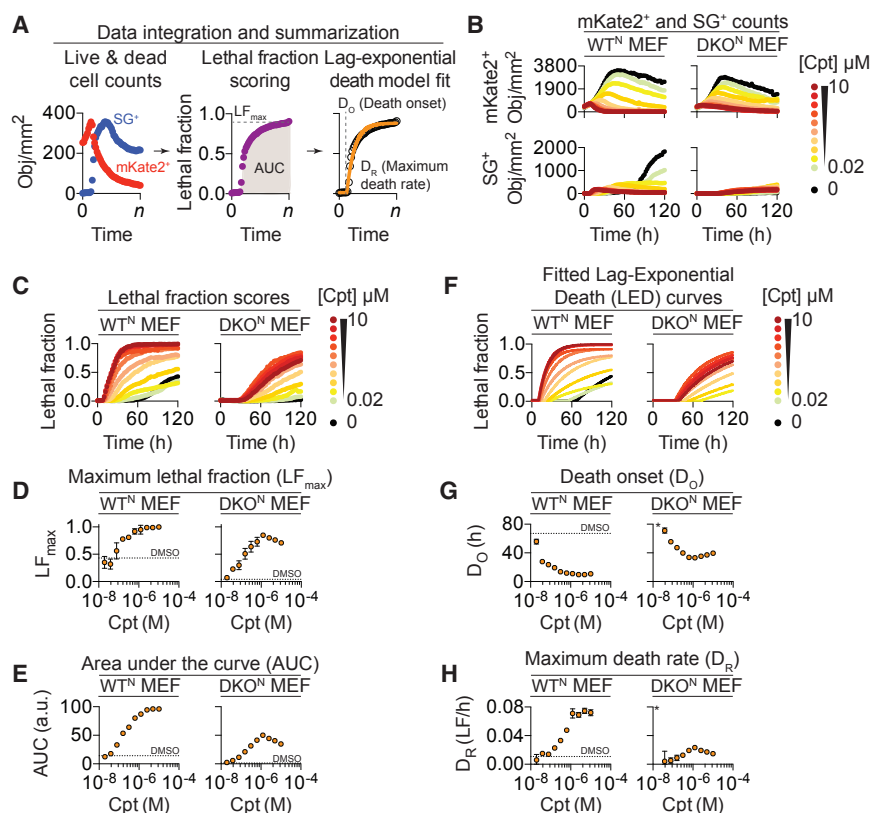 A
Data integration and summarization
Live & dead cell counts
Lethal fraction scoring
Lag-exponential death model fit
Obj/mm²
400
200
0
SG⁺
mKate2⁺
0
n
Time
Lethal fraction
LFmax
1.0
0.5
0.0
AUC
0
n
Time
DO (Death onset)
DR (Maximum death rate)
0
n
Time
B
mKate2⁺ and SG⁺ counts
WTᴺ MEF
DKOᴺ MEF
mKate2⁺ Obj/mm²
3800
2400
1200
0
SG⁺ Obj/mm²
2000
1000
0
0 60 120
0 60 120
Time (h)
Time (h)
[Cpt] µM
10
0.02
0
C
Lethal fraction scores
WTᴺ MEF
DKOᴺ MEF
Lethal fraction
1.0
0.5
0.0
0 60 120
0 60 120
Time (h)
Time (h)
[Cpt] µM
10
0.02
0
F
Fitted Lag-Exponential
Death (LED) curves
WTᴺ MEF
DKOᴺ MEF
Lethal fraction
1.0
0.5
0.0
0 60 120
0 60 120
Time (h)
Time (h)
[Cpt] µM
10
0.02
0
D
Maximum lethal fraction (LFmax)
WTᴺ MEF
DKOᴺ MEF
LFmax
1.0
0.5
0.0
DMSO
DMSO
10⁻⁸ 10⁻⁶ 10⁻⁴
10⁻⁸ 10⁻⁶ 10⁻⁴
Cpt (M)
Cpt (M)
G
Death onset (DO)
WTᴺ MEF
DKOᴺ MEF
DO (h)
80
40
0
DMSO
*
10⁻⁸ 10⁻⁶ 10⁻⁴
10⁻⁸ 10⁻⁶ 10⁻⁴
Cpt (M)
Cpt (M)
E
Area under the curve (AUC)
WTᴺ MEF
DKOᴺ MEF
AUC (a.u.)
100
50
0
DMSO
DMSO
10⁻⁸ 10⁻⁶ 10⁻⁴
10⁻⁸ 10⁻⁶ 10⁻⁴
Cpt (M)
Cpt (M)
H
Maximum death rate (DR)
WTᴺ MEF
DKOᴺ MEF
DR (LF/h)
0.08
0.04
0.0
DMSO
*
10⁻⁸ 10⁻⁶ 10⁻⁴
10⁻⁸ 10⁻⁶ 10⁻⁴
Cpt (M)
Cpt (M)